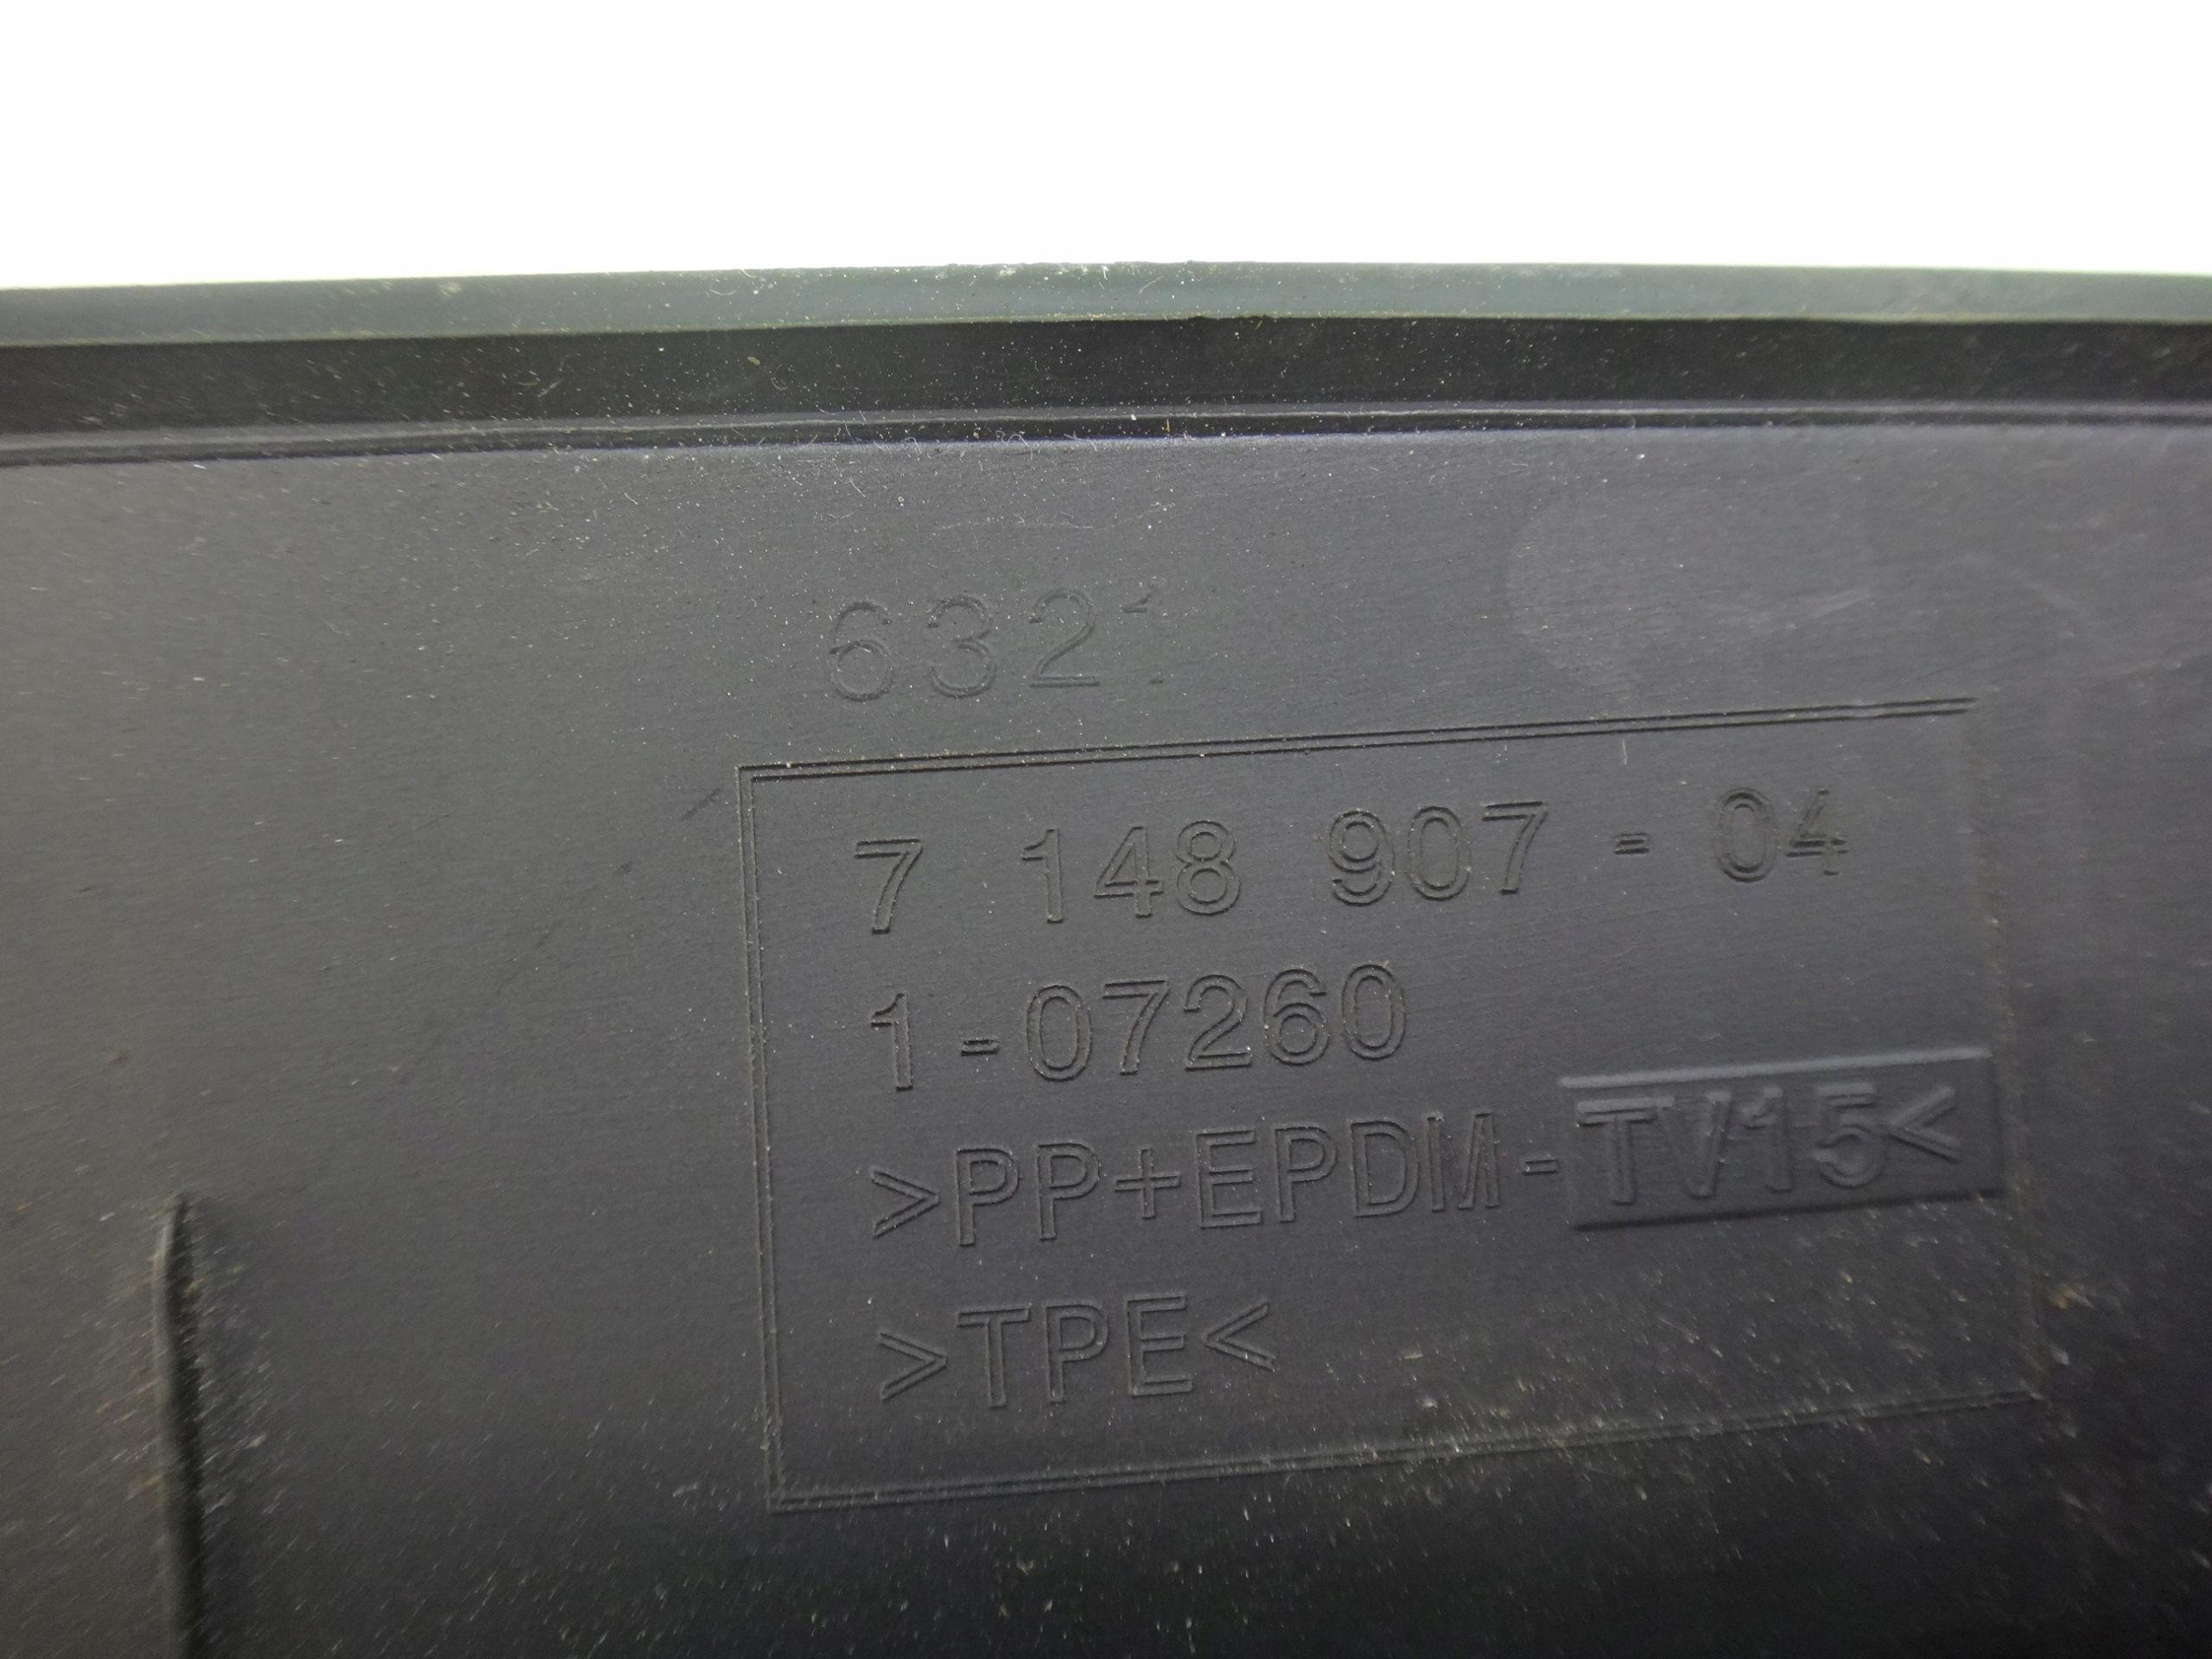 6321
7 148 907 - 04
1-07260
>PP+EPDM-TV15<
>TPE<